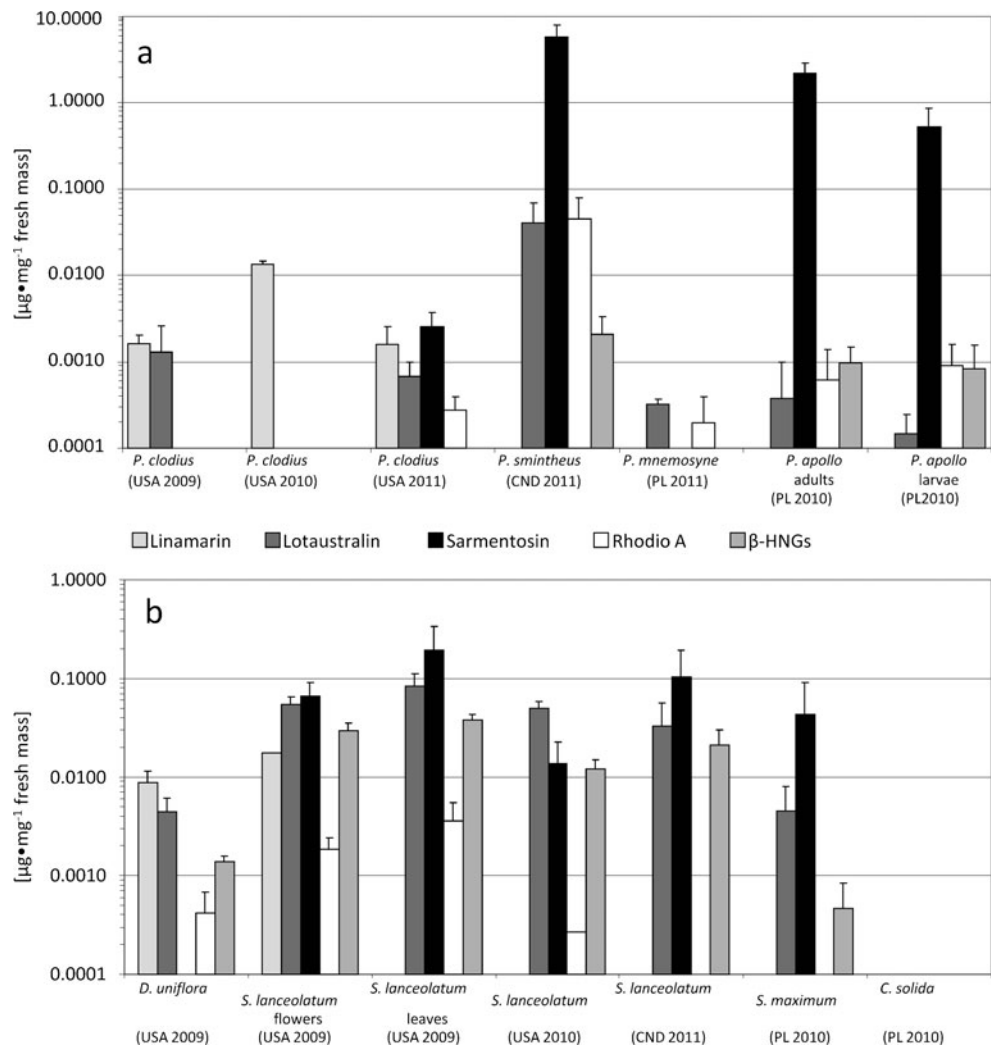 a
[µg•mg⁻¹ fresh mass]
10.0000
1.0000
0.1000
0.0100
0.0010
0.0001
P. clodius P. clodius P. clodius P. smintheus P. mnemosyne P. apollo P. apollo
(USA 2009) (USA 2010) (USA 2011) (CND 2011) (PL 2011) adults larvae
(PL 2010) (PL2010)
Linamarin Lotaustralin Sarmentosin Rhodio A β-HNGs
b
[µg•mg⁻¹ fresh mass]
1.0000
0.1000
0.0100
0.0010
0.0001
D. uniflora S. lanceolatum S. lanceolatum S. lanceolatum S. lanceolatum S. maximum C. solida
flowers leaves
(USA 2009) (USA 2009) (USA 2009) (USA 2010) (CND 2011) (PL 2010) (PL 2010)